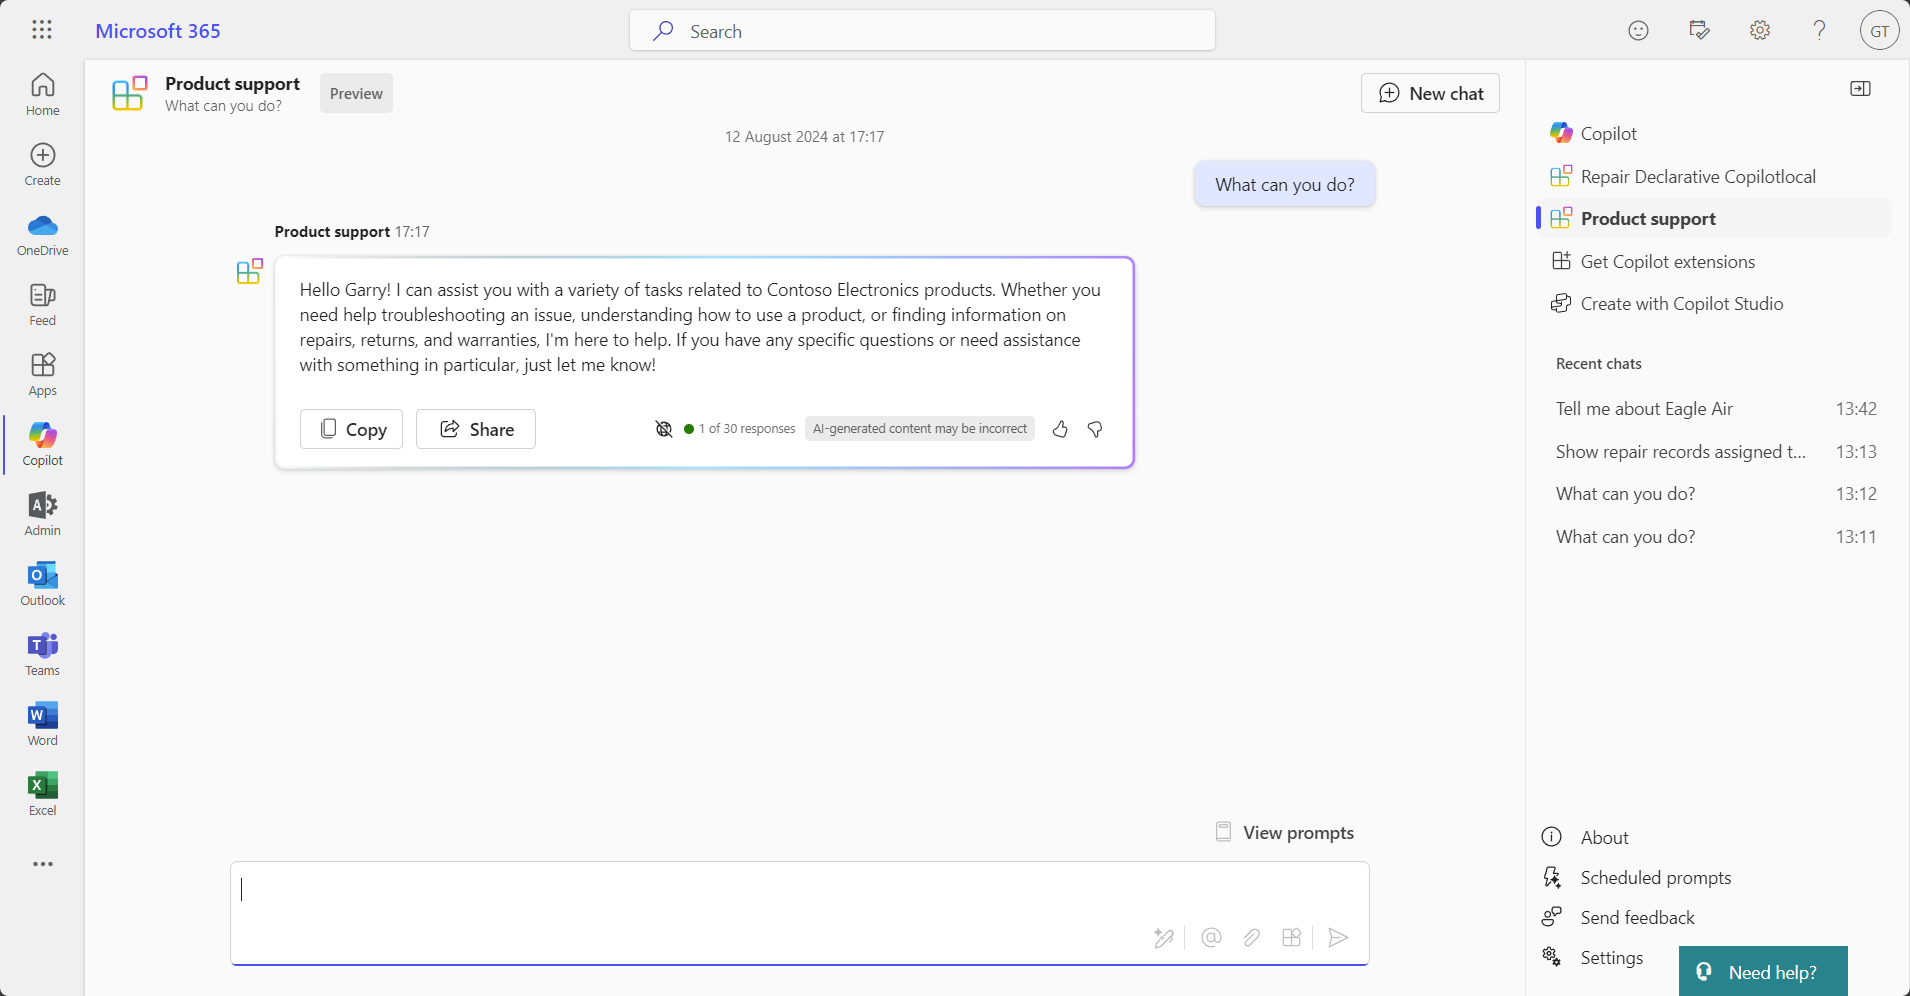 Microsoft 365
Search
GT
Home
Create
OneDrive
Feed
Apps
Copilot
Admin
Outlook
Teams
Word
Excel
Product support
What can you do?
Preview
New chat
12 August 2024 at 17:17
What can you do?
Product support 17:17
Hello Garry! I can assist you with a variety of tasks related to Contoso Electronics products. Whether you
need help troubleshooting an issue, understanding how to use a product, or finding information on
repairs, returns, and warranties, I'm here to help. If you have any specific questions or need assistance
with something in particular, just let me know!
Copy
Share
1 of 30 responses
AI-generated content may be incorrect
View prompts
Copilot
Repair Declarative Copilotlocal
Product support
Get Copilot extensions
Create with Copilot Studio
Recent chats
Tell me about Eagle Air 13:42
Show repair records assigned t... 13:13
What can you do? 13:12
What can you do? 13:11
About
Scheduled prompts
Send feedback
Settings
Need help?